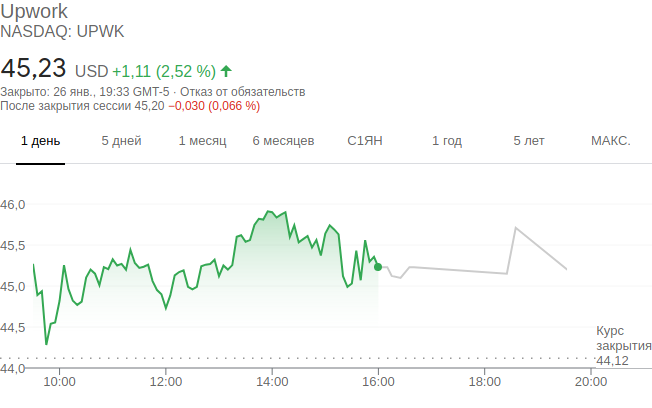 Upwork
NASDAQ: UPWK
45,23 USD +1,11 (2,52 %)
Закрыто: 26 янв., 19:33 GMT-5 · Отказ от обязательств
После закрытия сессии 45,20 −0,030 (0,066 %)
1 день 5 дней 1 месяц 6 месяцев С1ЯН 1 год 5 лет МАКС.
46,0
45,5
45,0
44,5
Курс
закрытия
44,12
44,0
10:00 12:00 14:00 16:00 18:00 20:00